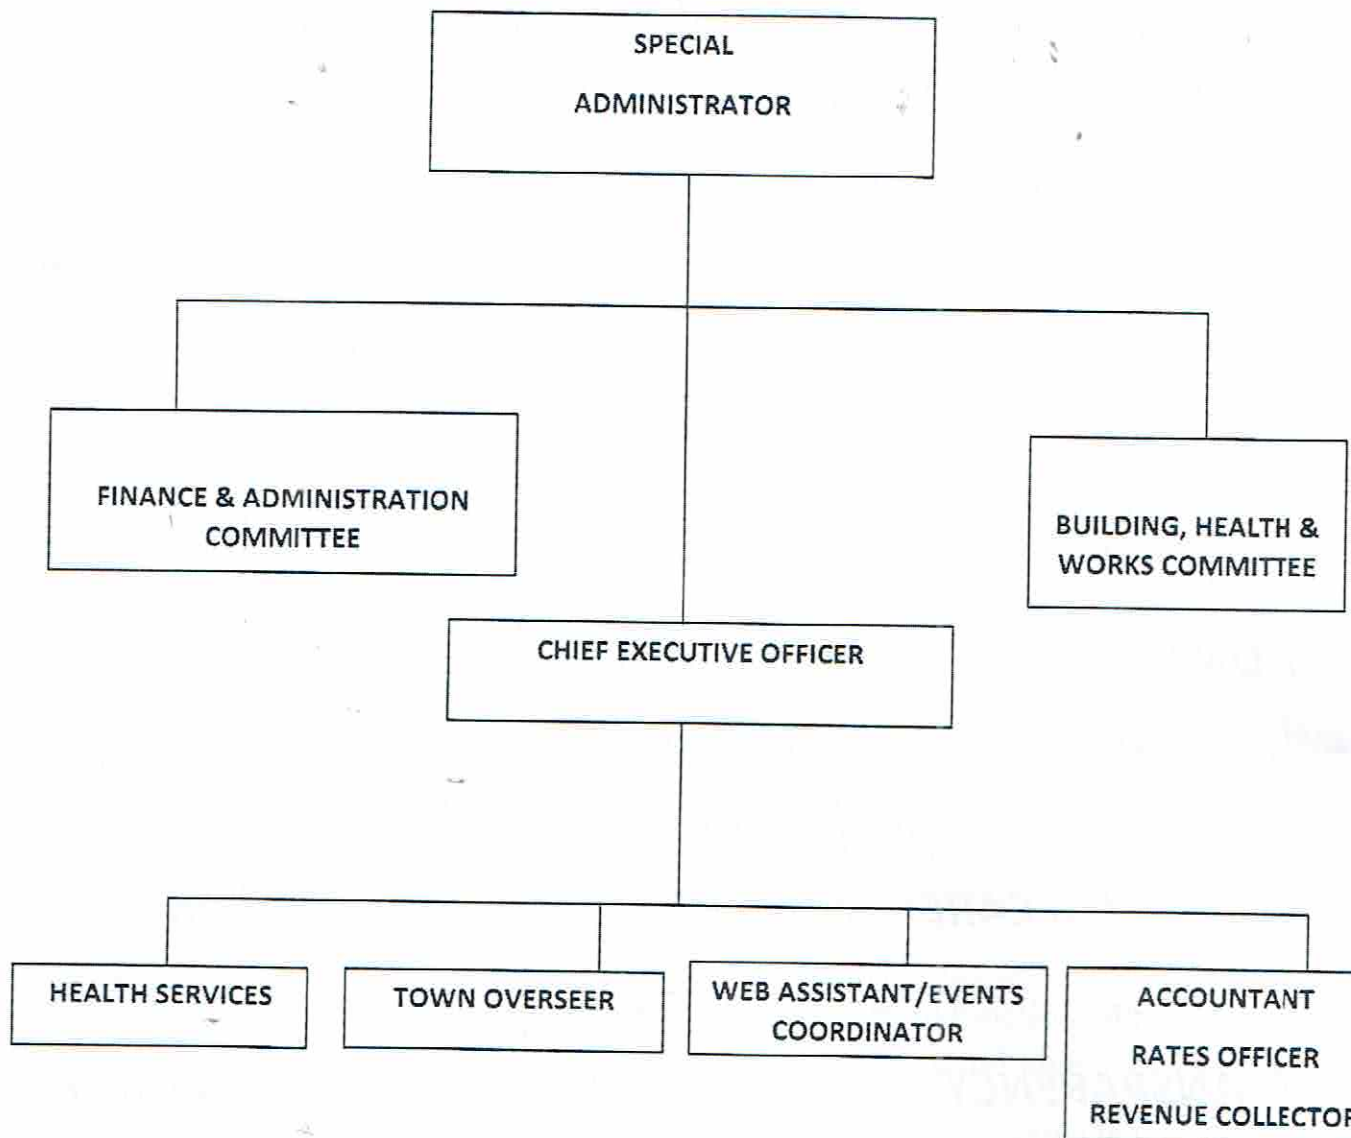 SPECIAL
ADMINISTRATOR
FINANCE & ADMINISTRATION
COMMITTEE
BUILDING, HEALTH &
WORKS COMMITTEE
CHIEF EXECUTIVE OFFICER
HEALTH SERVICES
TOWN OVERSEER
WEB ASSISTANT/EVENTS
COORDINATOR
ACCOUNTANT
RATES OFFICER
REVENUE COLLECTOR